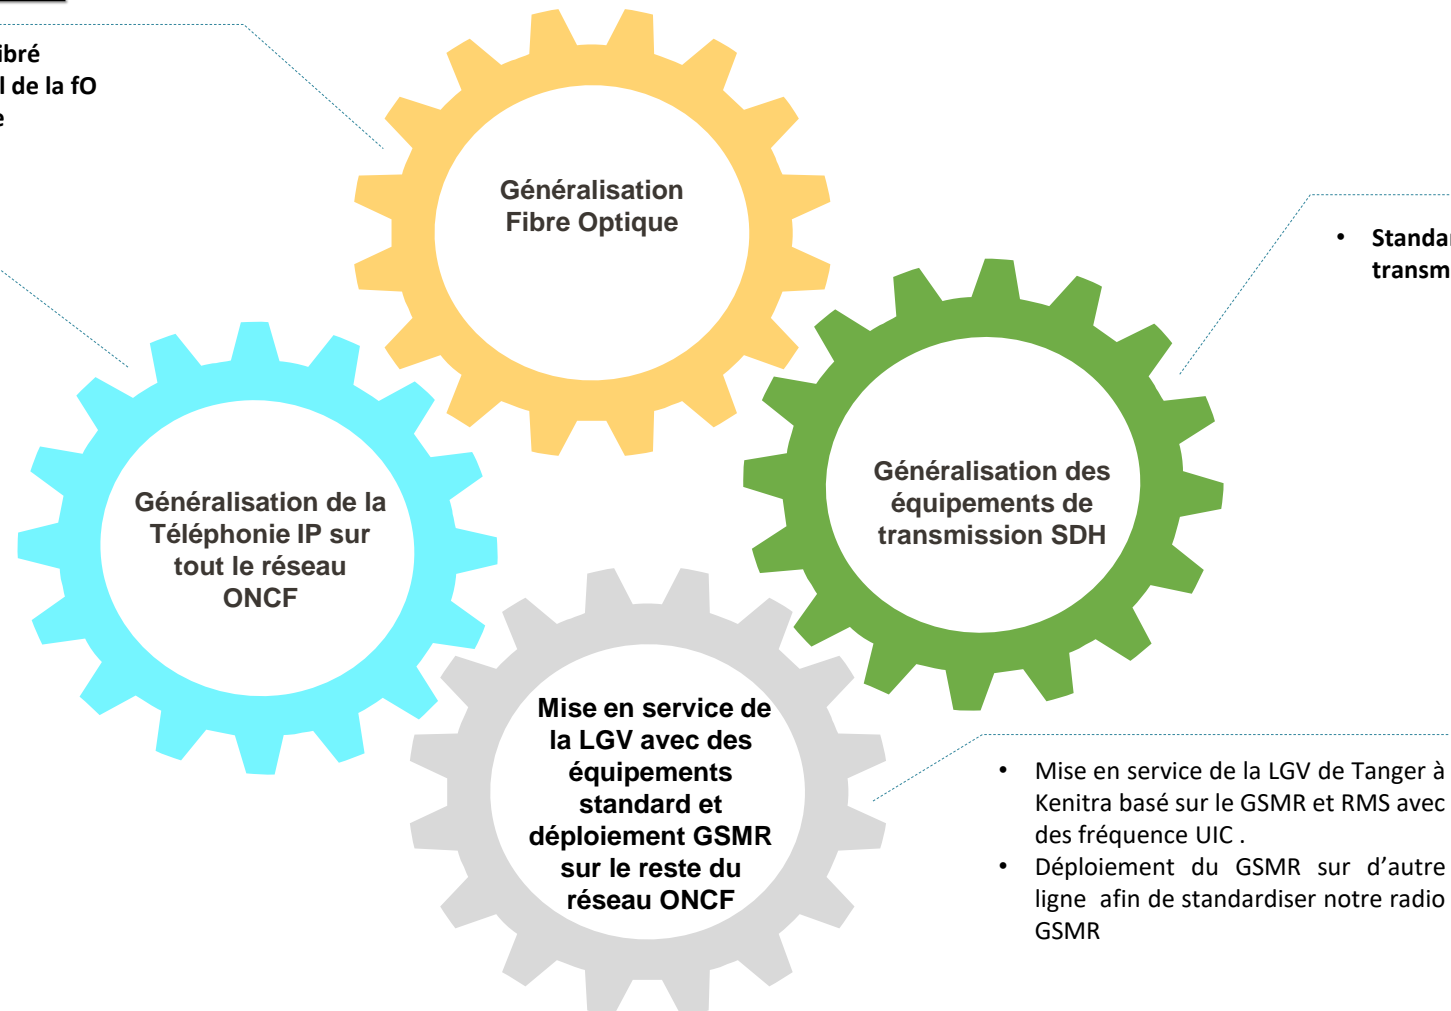 l de la fO
Généralisation
Fibre Optique
•
Généralisation de la
Téléphonie IP sur
tout le réseau
ONCF
Généralisation des
équipements de
transmission SDH
Mise en service de
la LGV avec des
équipements
standard et
déploiement GSMR
sur le reste du
réseau ONCF
• Mise en service de la LGV de Tanger à
Kenitra basé sur le GSMR et RMS avec
des fréquence UIC .
• Déploiement du GSMR sur d’autre
ligne afin de standardiser notre radio
GSMR